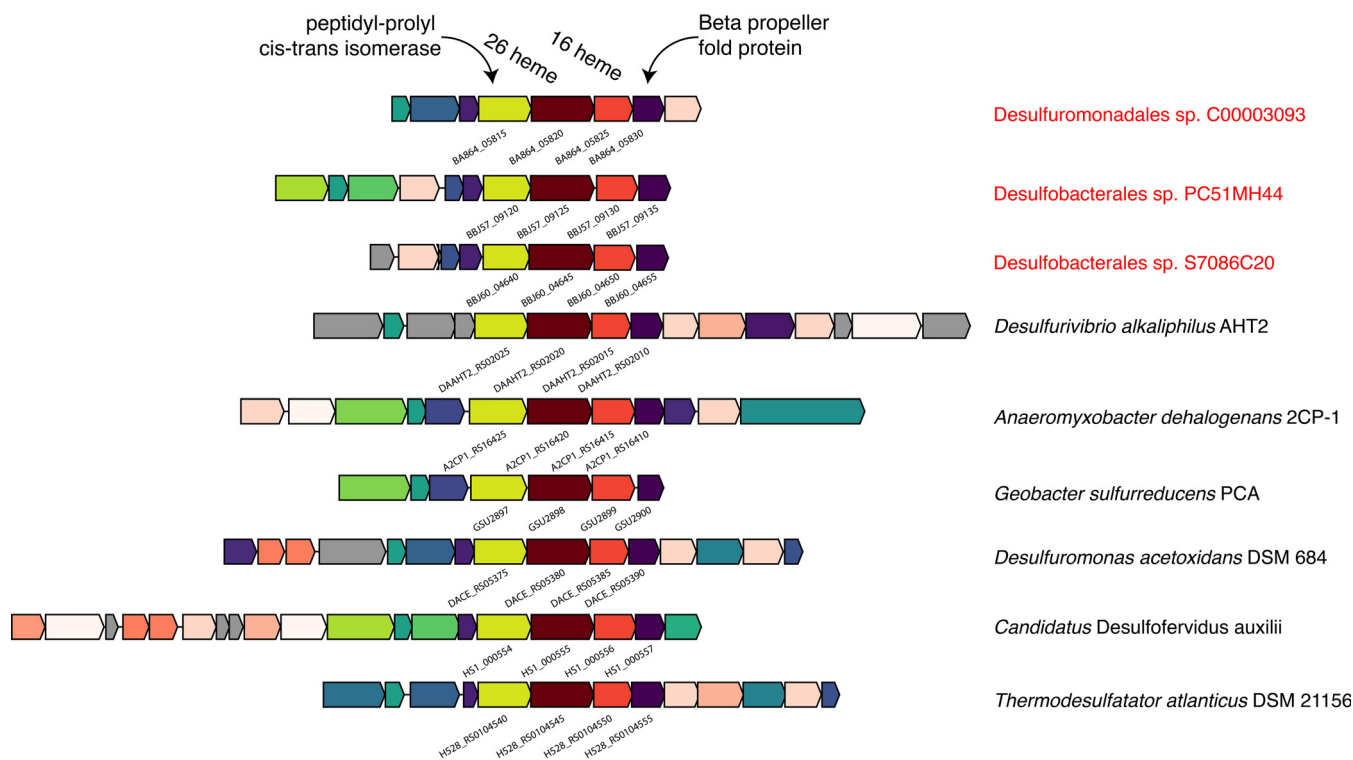 peptidyl-prolyl
cis-trans isomerase
26 heme
16 heme
Beta propeller
fold protein
BA864_05815
BA864_05820
BA864_05825
BA864_05830
Desulfuromonadales sp. C00003093
BBJ57_09120
BBJ57_09125
BBJ57_09130
BBJ57_09135
Desulfobacterales sp. PC51MH44
BBJ60_04640
BBJ60_04645
BBJ60_04650
BBJ60_04655
Desulfobacterales sp. S7086C20
DAAHT2_RS02025
DAAHT2_RS02020
DAAHT2_RS02015
DAAHT2_RS02010
Desulfurivibrio alkaliphilus AHT2
A2CP1_RS16425
A2CP1_RS16420
A2CP1_RS16415
A2CP1_RS16410
Anaeromyxobacter dehalogenans 2CP-1
GSU2897
GSU2898
GSU2899
GSU2900
Geobacter sulfurreducens PCA
DACE_RS05375
DACE_RS05380
DACE_RS05385
DACE_RS05390
Desulfuromonas acetoxidans DSM 684
HS1_000554
HS1_000555
HS1_000556
HS1_000557
Candidatus Desulfofervidus auxilii
H528_RS0104540
H528_RS0104545
H528_RS0104550
H528_RS0104555
Thermodesulfatator atlanticus DSM 21156